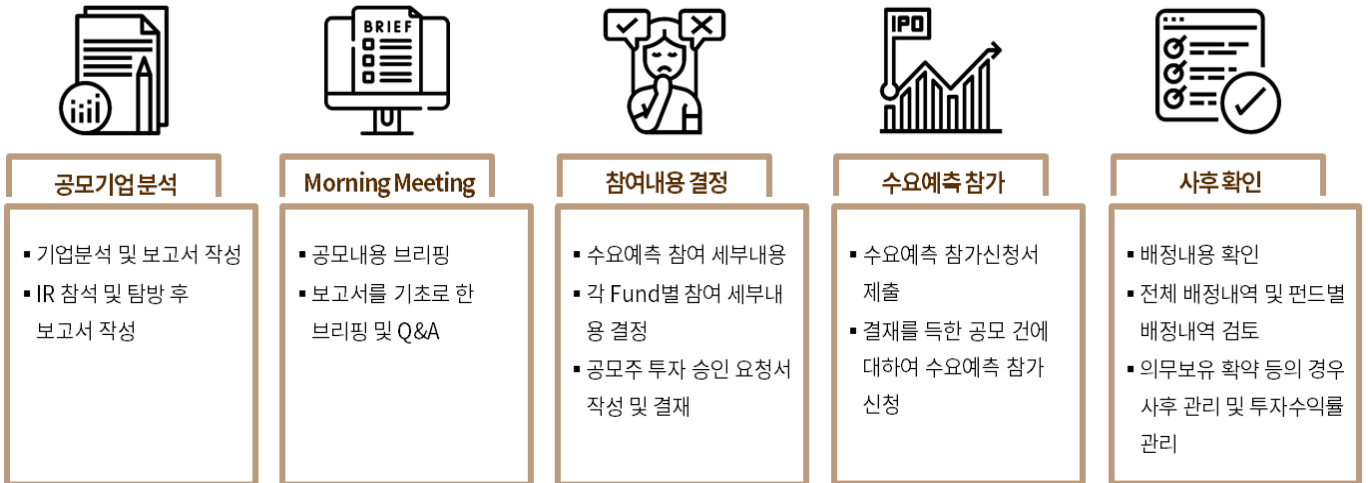 BRIEF
IPO
공모기업 분석
▪ 기업분석 및 보고서 작성
▪ IR 참석 및 탐방 후
보고서 작성
Morning Meeting
▪ 공모내용 브리핑
▪ 보고서를 기초로 한
브리핑 및 Q&A
참여내용 결정
▪ 수요예측 참여 세부내용
▪ 각 Fund별 참여 세부내
용 결정
▪ 공모주 투자 승인 요청서
작성 및 결재
수요예측 참가
▪ 수요예측 참가신청서
제출
▪ 결재를 득한 공모 건에
대하여 수요예측 참가
신청
사후 확인
▪ 배정내용 확인
▪ 전체 배정내역 및 펀드별
배정내역 검토
▪ 의무보유 확약 등의 경우
사후 관리 및 투자수익률
관리